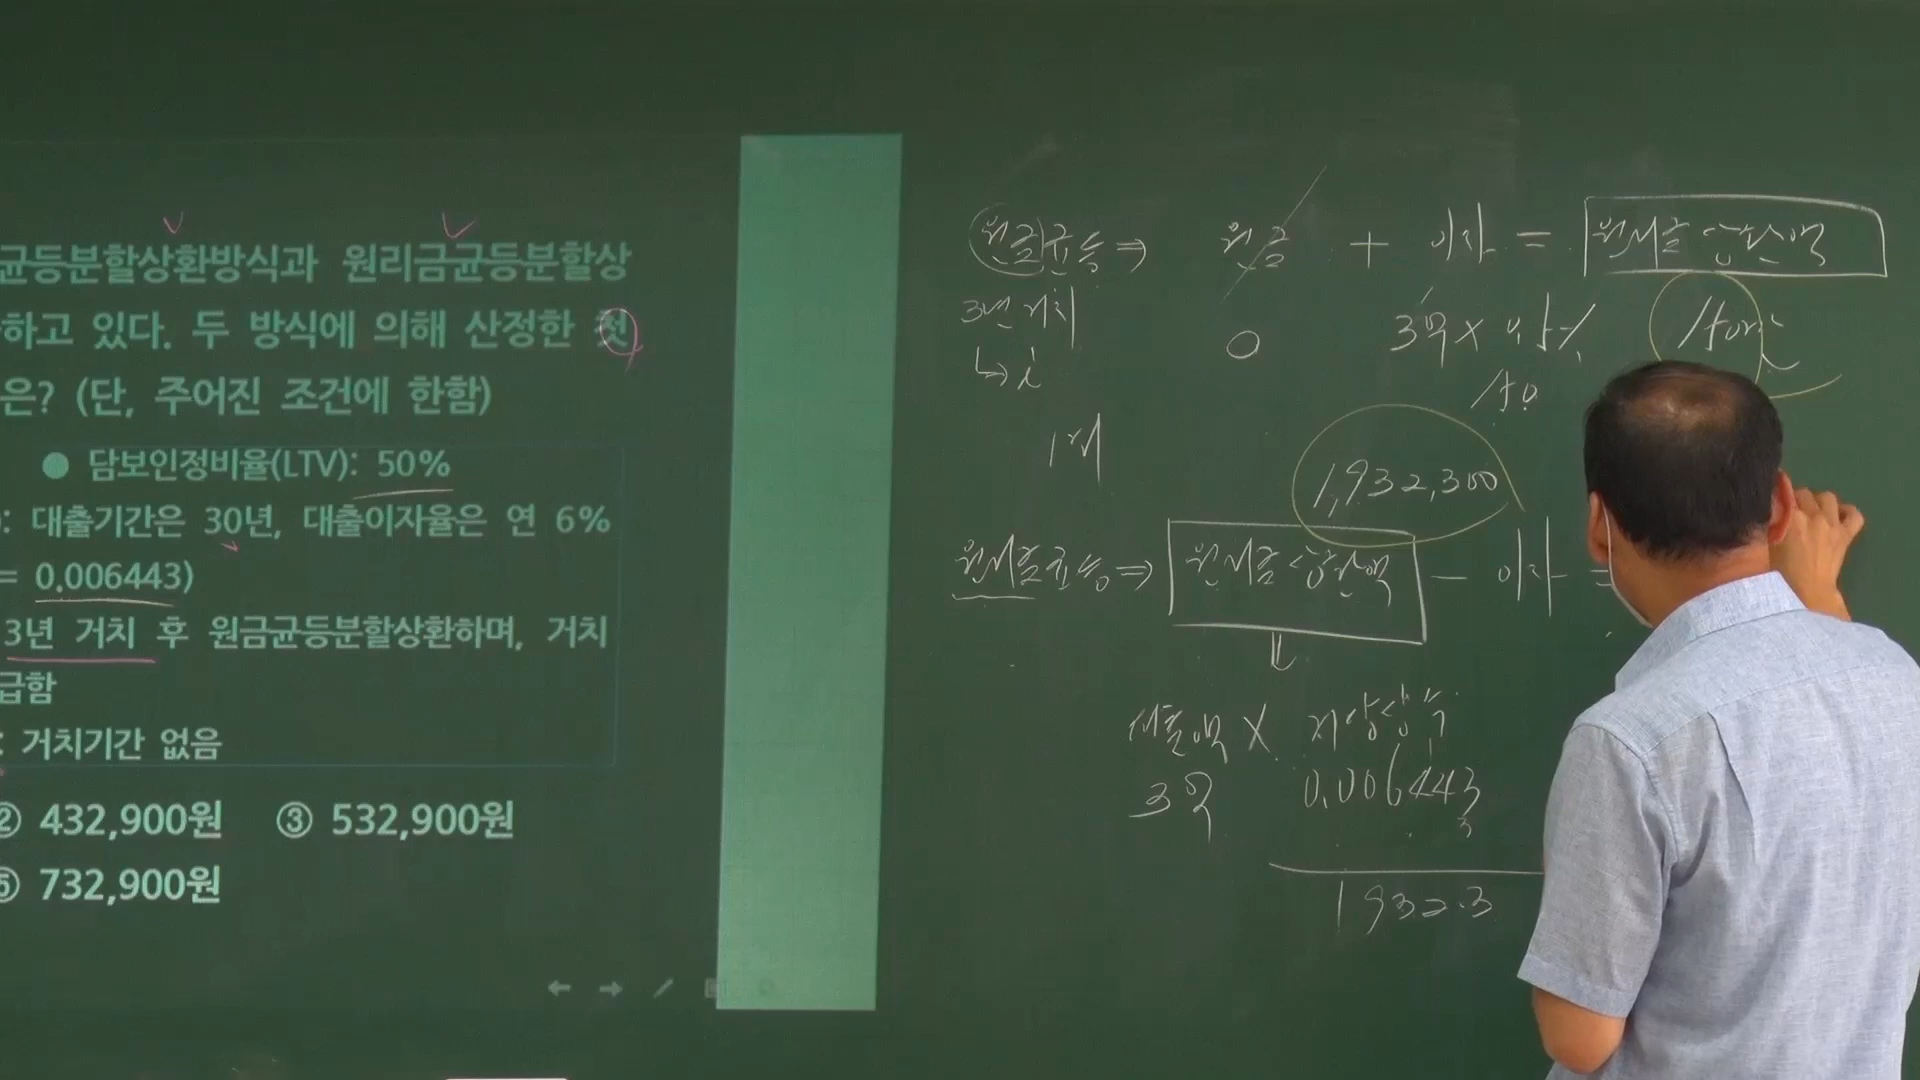 균등분할상환방식과 원리금균등분할상
하고 있다. 두 방식에 의해 산정한 첫
은? (단, 주어진 조건에 한함)
● 담보인정비율(LTV): 50%
: 대출기간은 30년, 대출이자율은 연 6%
= 0.006443)
3년 거치 후 원금균등분할상환하며, 거치
급함
: 거치기간 없음
② 432,900원 ③ 532,900원
⑤ 732,900원
원금균등 ⇒ 원금 + 이자 = 원리금 상환액
3년 거치 0 3억 ×
↳ i
1회
1,932,300
원리금균등 ⇒ 원리금 상환액 - 이자 =
× 저당상수
3억 0.006443
1932.3